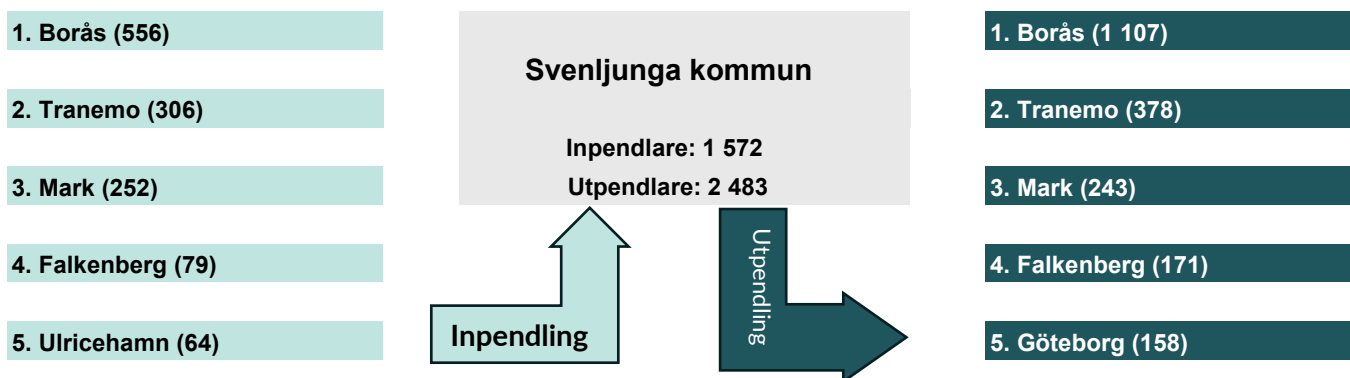 1. Borås (556)
2. Tranemo (306)
3. Mark (252)
4. Falkenberg (79)
5. Ulricehamn (64)
Svenljunga kommun
Inpendlare: 1 572
Utpendlare: 2 483
Inpendling
Utpendling
1. Borås (1 107)
2. Tranemo (378)
3. Mark (243)
4. Falkenberg (171)
5. Göteborg (158)